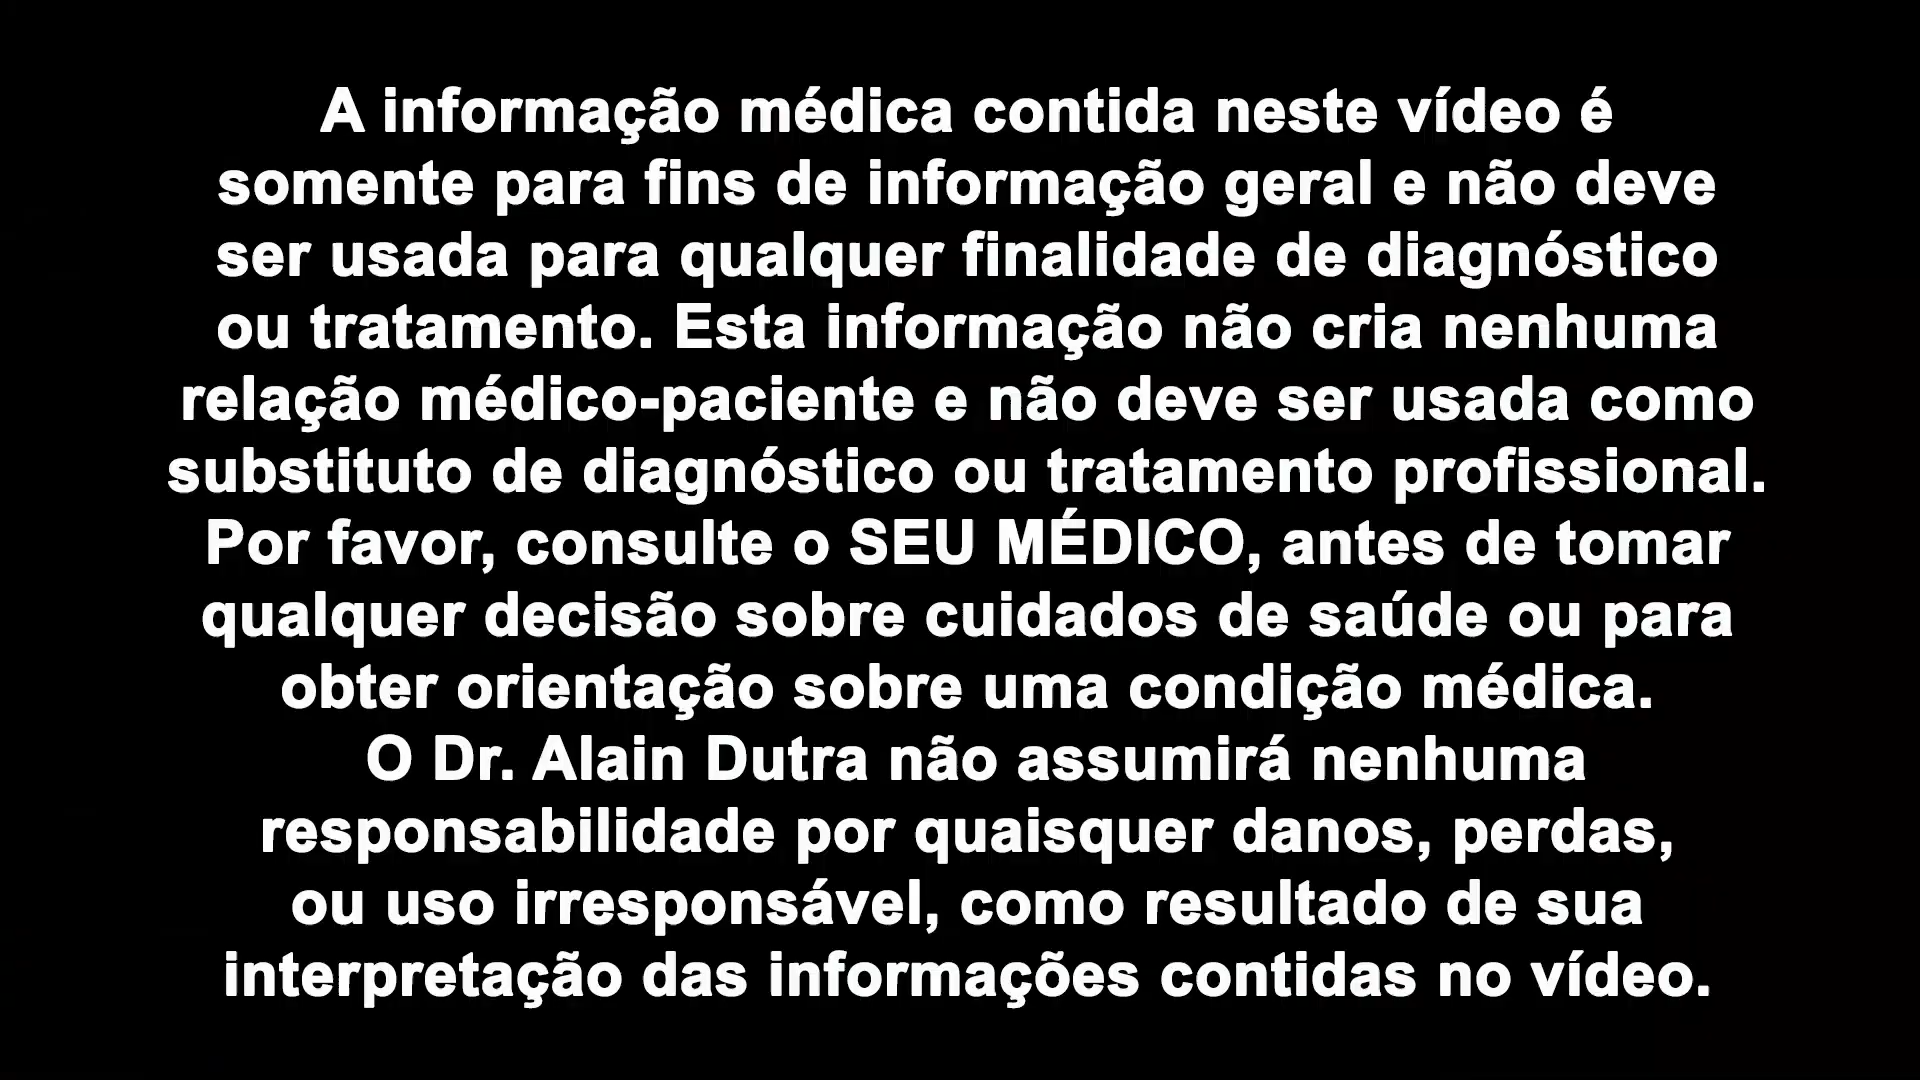 A informação médica contida neste vídeo é
somente para fins de informação geral e não deve
ser usada para qualquer finalidade de diagnóstico
ou tratamento. Esta informação não cria nenhuma
relação médico-paciente e não deve ser usada como
substituto de diagnóstico ou tratamento profissional.
Por favor, consulte o SEU MÉDICO, antes de tomar
qualquer decisão sobre cuidados de saúde ou para
obter orientação sobre uma condição médica.
O Dr. Alain Dutra não assumirá nenhuma
responsabilidade por quaisquer danos, perdas,
ou uso irresponsável, como resultado de sua
interpretação das informações contidas no vídeo.